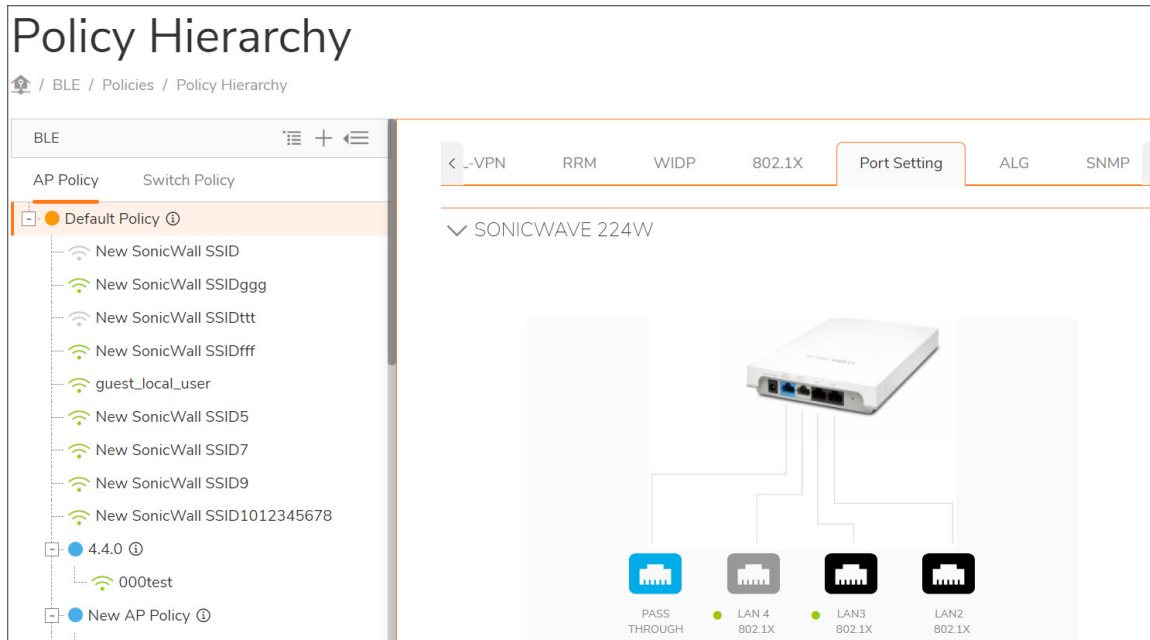 Policy Hierarchy
/ BLE / Policies / Policy Hierarchy
BLE
AP Policy Switch Policy
Default Policy
New SonicWall SSID
New SonicWall SSIDggg
New SonicWall SSIDttt
New SonicWall SSIDfff
guest_local_user
New SonicWall SSID5
New SonicWall SSID7
New SonicWall SSID9
New SonicWall SSID1012345678
4.4.0
000test
New AP Policy
L-VPN RRM WIDP 802.1X Port Setting ALG SNMP
SONICWAVE 224W
PASS THROUGH
LAN 4 802.1X
LAN3 802.1X
LAN2 802.1X